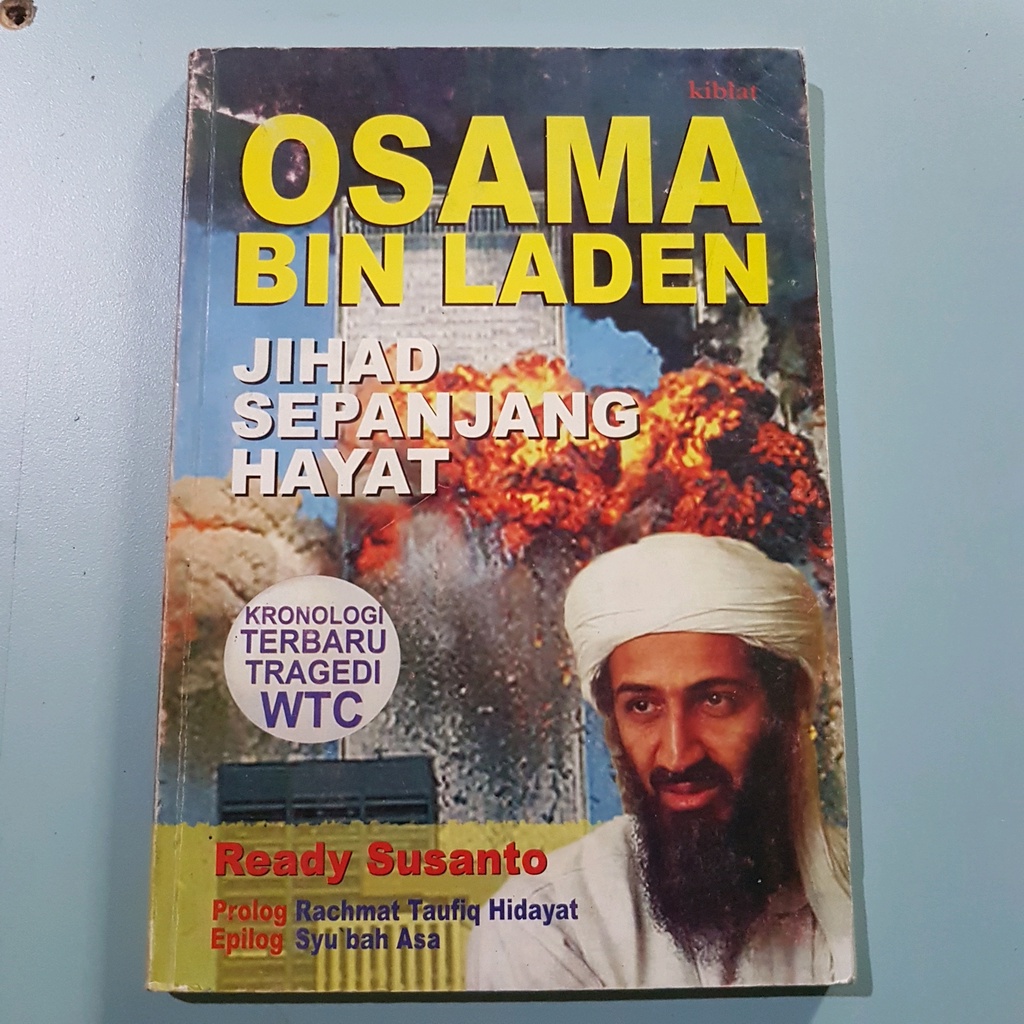 kiblat
OSAMA
BIN LADEN
JIHAD
SEPANJANG
HAYAT
KRONOLOGI
TERBARU
TRAGEDI
WTC
Ready Susanto
Prolog Rachmat Taufiq Hidayat
Epilog Syu`bah Asa